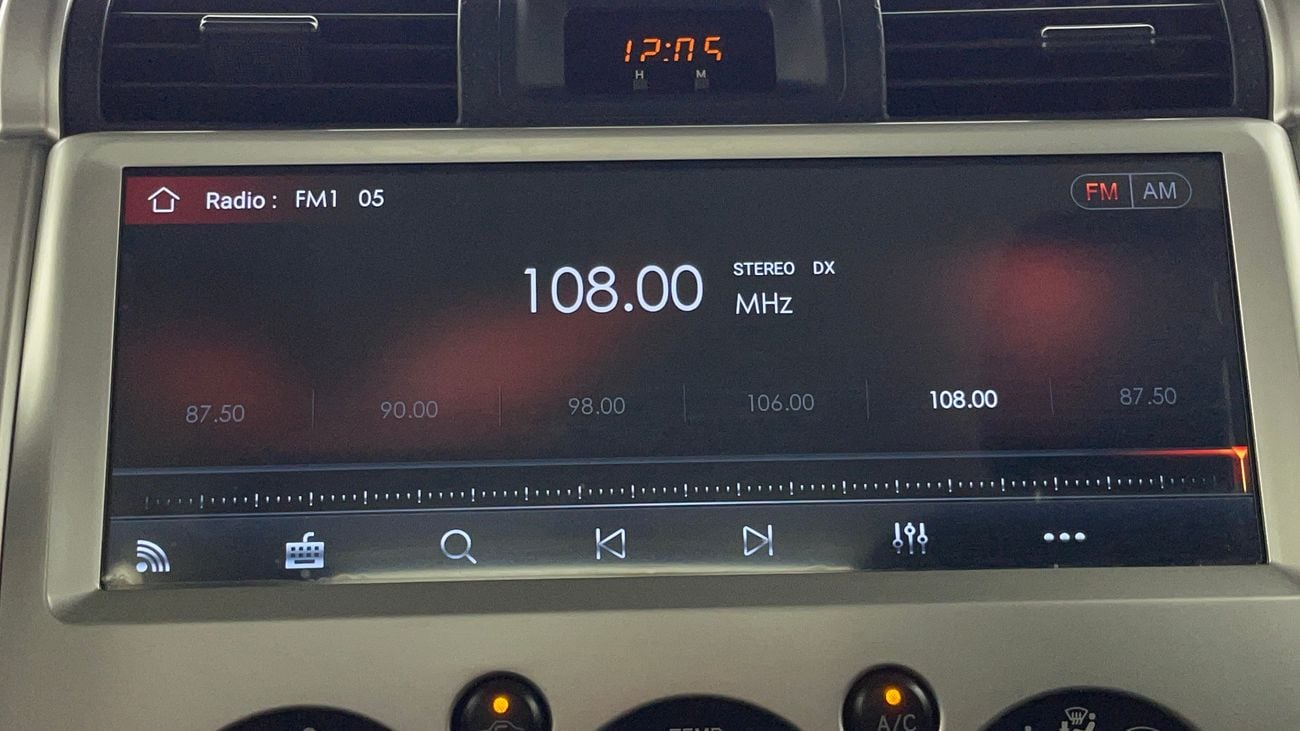 12:05
H M
Radio : FM1 05 FM AM
108.00 STEREO DX
MHz
87.50 90.00 98.00 106.00 108.00 87.50
A/C
TEMP